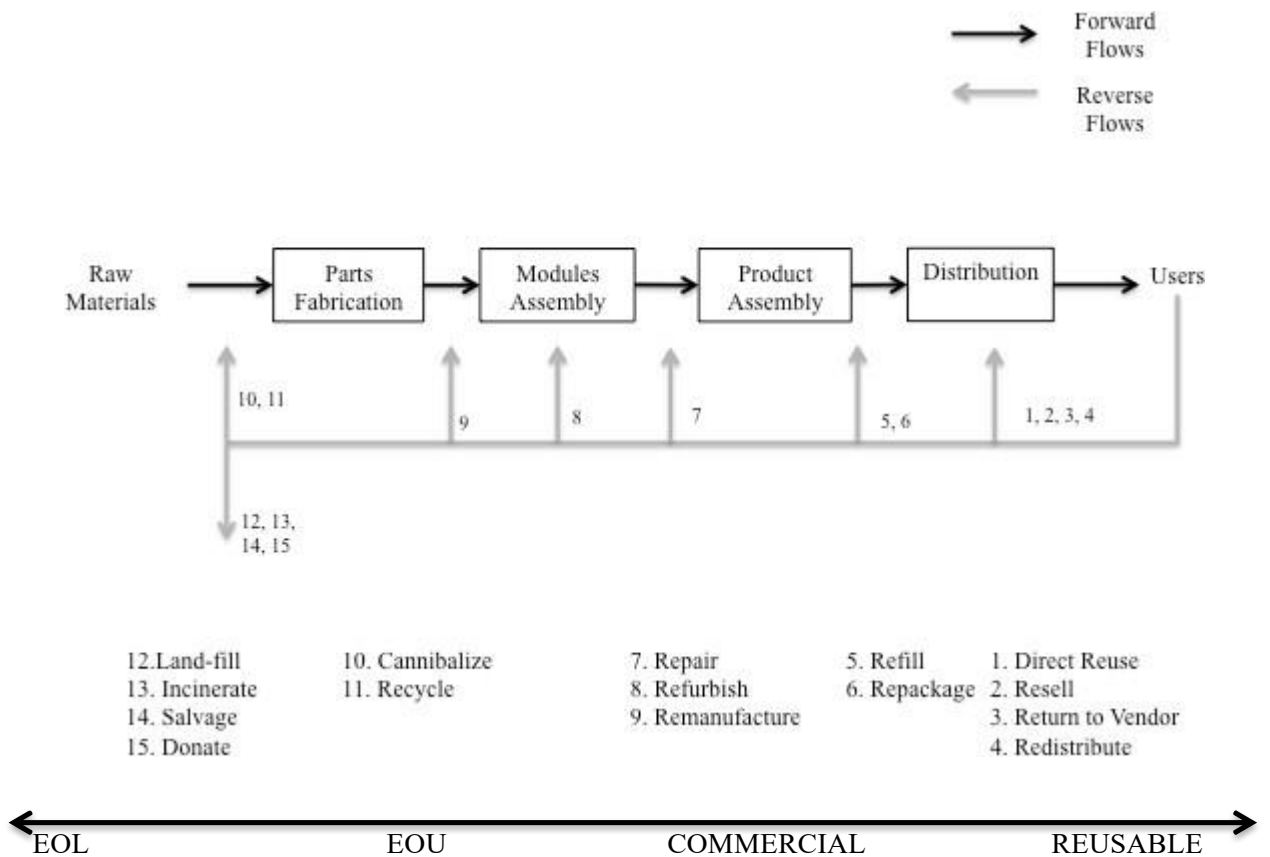 Forward
Flows
Reverse
Flows
Raw
Materials
Parts
Fabrication
Modules
Assembly
Product
Assembly
Distribution
Users
10, 11
9
8
7
5, 6
1, 2, 3, 4
12, 13,
14, 15
12.Land-fill
13. Incinerate
14. Salvage
15. Donate
10. Cannibalize
11. Recycle
7. Repair
8. Refurbish
9. Remanufacture
5. Refill
6. Repackage
1. Direct Reuse
2. Resell
3. Return to Vendor
4. Redistribute
EOL
EOU
COMMERCIAL
REUSABLE